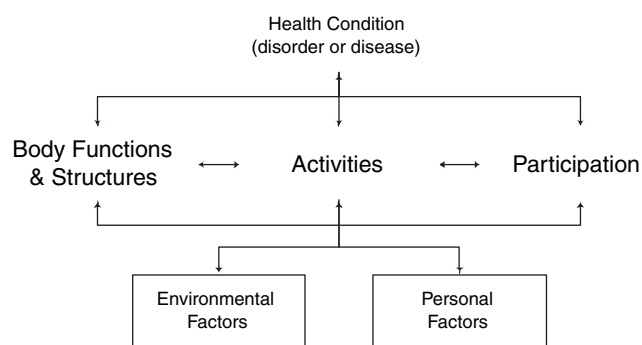 Health Condition
(disorder or disease)
Body Functions
& Structures
Activities
Participation
Environmental
Factors
Personal
Factors